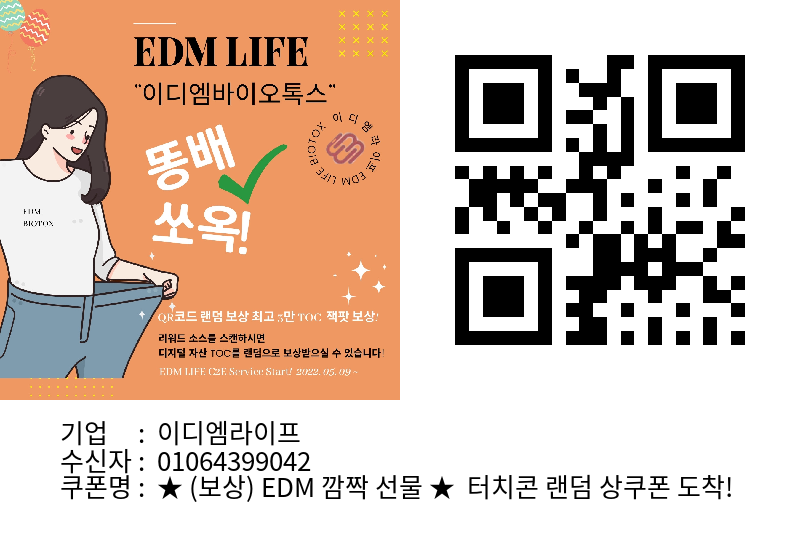 EDM LIFE
"이디엠바이오톡스"
이 디 엠 라 이 프 EDM LIFE BIOTOX
똥배
쏘옥!
EDM
BIOTOX
QR코드 랜덤 보상 최고 5만 TOC 잭팟 보상!
리워드 소스를 스캔하시면
디지털 자산 TOC를 랜덤으로 보상받으실 수 있습니다!
EDM LIFE C2E Service Start! 2022. 05. 09 ~
기업 : 이디엠라이프
수신자 : 01064399042
쿠폰명 : ★ (보상) EDM 깜짝 선물 ★ 터치콘 랜덤 상쿠폰 도착!